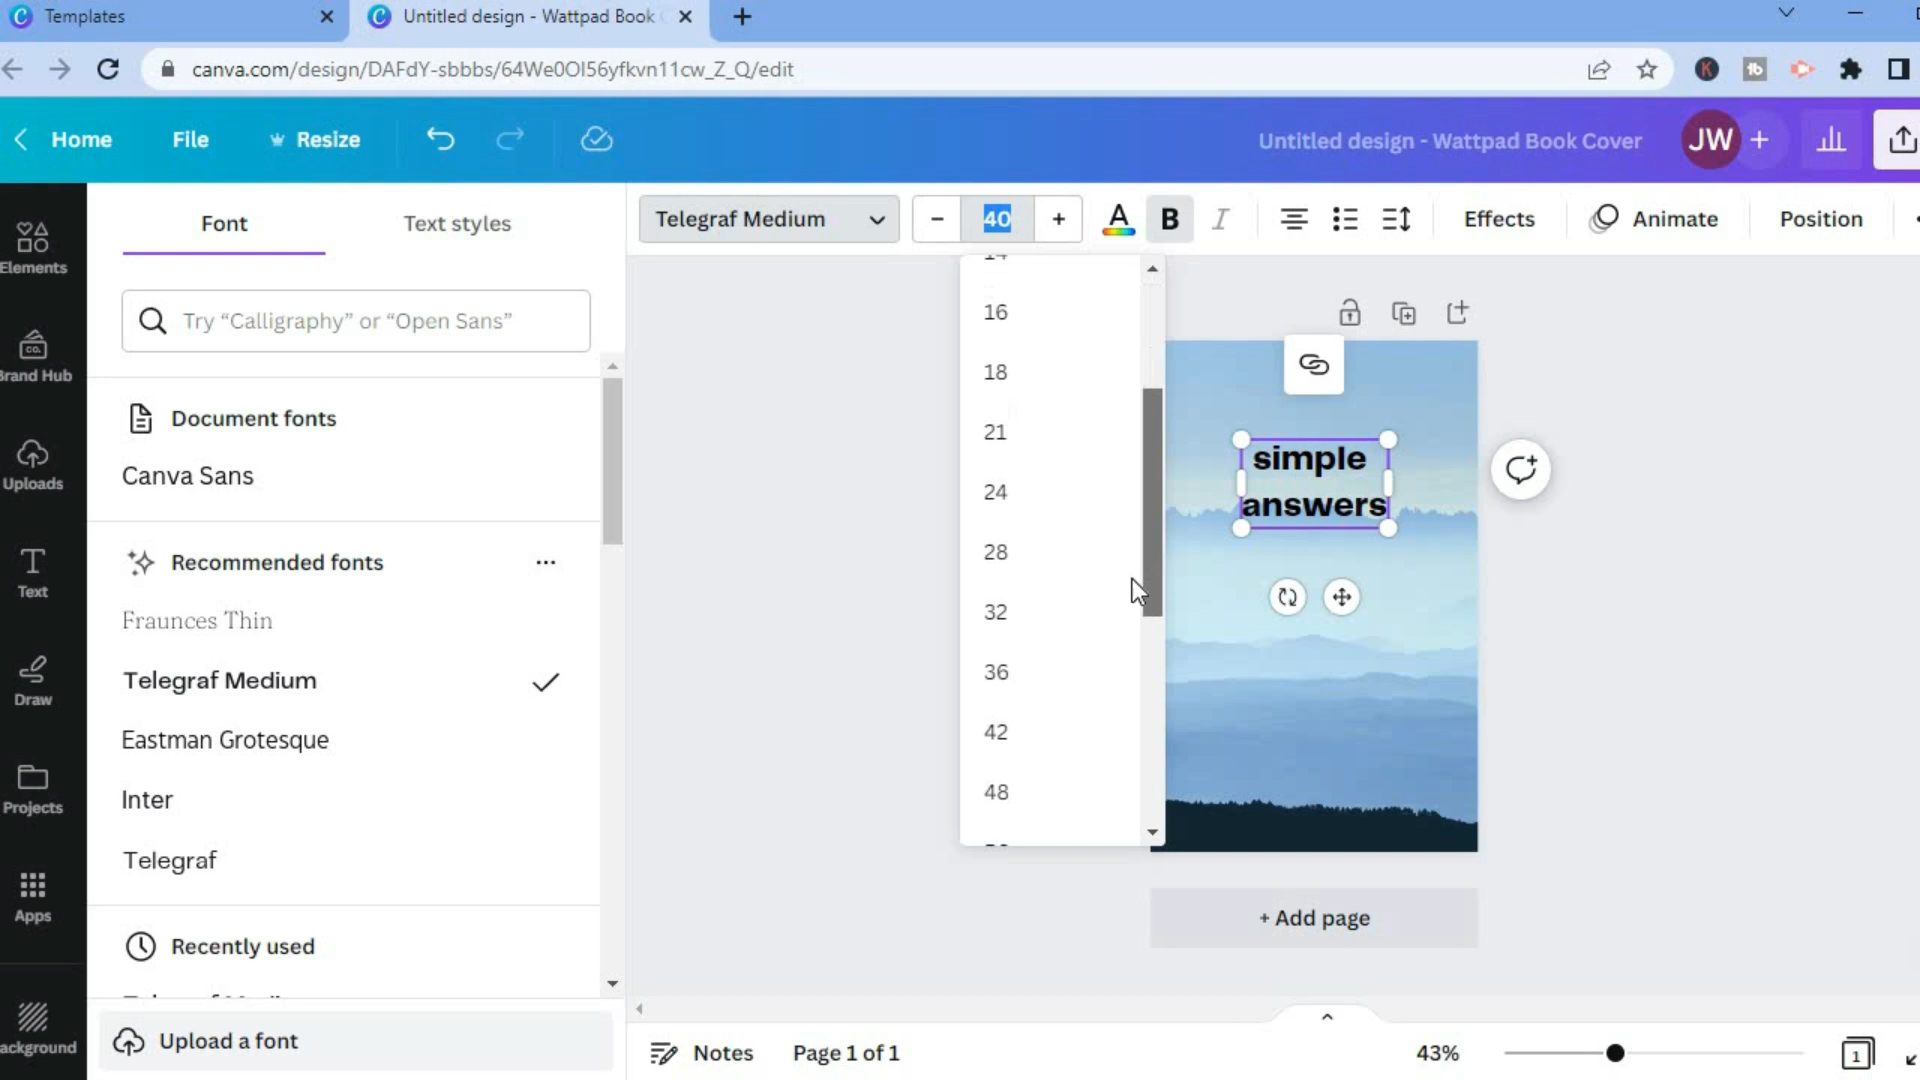 Templates
Untitled design - Wattpad Book
canva.com/design/DAFdY-sbbbs/64We0OI56yfkvn11cw_Z_Q/edit
Home
File
Resize
Untitled design - Wattpad Book Cover
JW
Font
Text styles
Telegraf Medium
40
A
B
I
Effects
Animate
Position
Elements
Try “Calligraphy” or “Open Sans”
CO.
Brand Hub
Document fonts
Canva Sans
Uploads
Recommended fonts
Text
Fraunces Thin
Telegraf Medium
Draw
Eastman Grotesque
Inter
Projects
Telegraf
Apps
Recently used
ackground
Upload a font
14
16
18
21
24
28
32
36
42
48
simple
answers
+ Add page
Notes
Page 1 of 1
43%
1